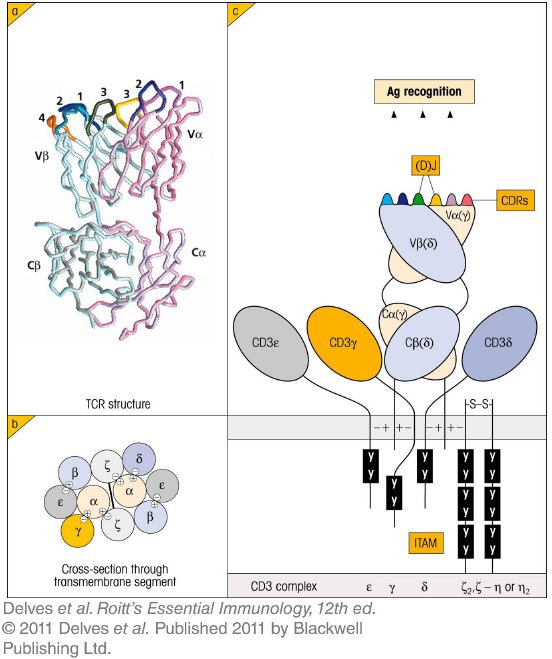 a
2 1 3 3 2 1
4
Vβ
Vα
Cβ
Cα
TCR structure
b
β ζ δ
ε α α ε
γ ζ β
Cross-section through
transmembrane segment
c
Ag recognition
(D)J
CDRs
Vα(γ)
Vβ(δ)
Cα(γ)
CD3ε
CD3γ
Cβ(δ)
CD3δ
-S-S-
−+ +− −+ +−
y y y y
y y y y
y y
y y
y y
y y
y y
ITAM
CD3 complex ε γ δ ζ2,ζ – η or η2
Delves et al. Roitt's Essential Immunology, 12th ed.
© 2011 Delves et al. Published 2011 by Blackwell
Publishing Ltd.